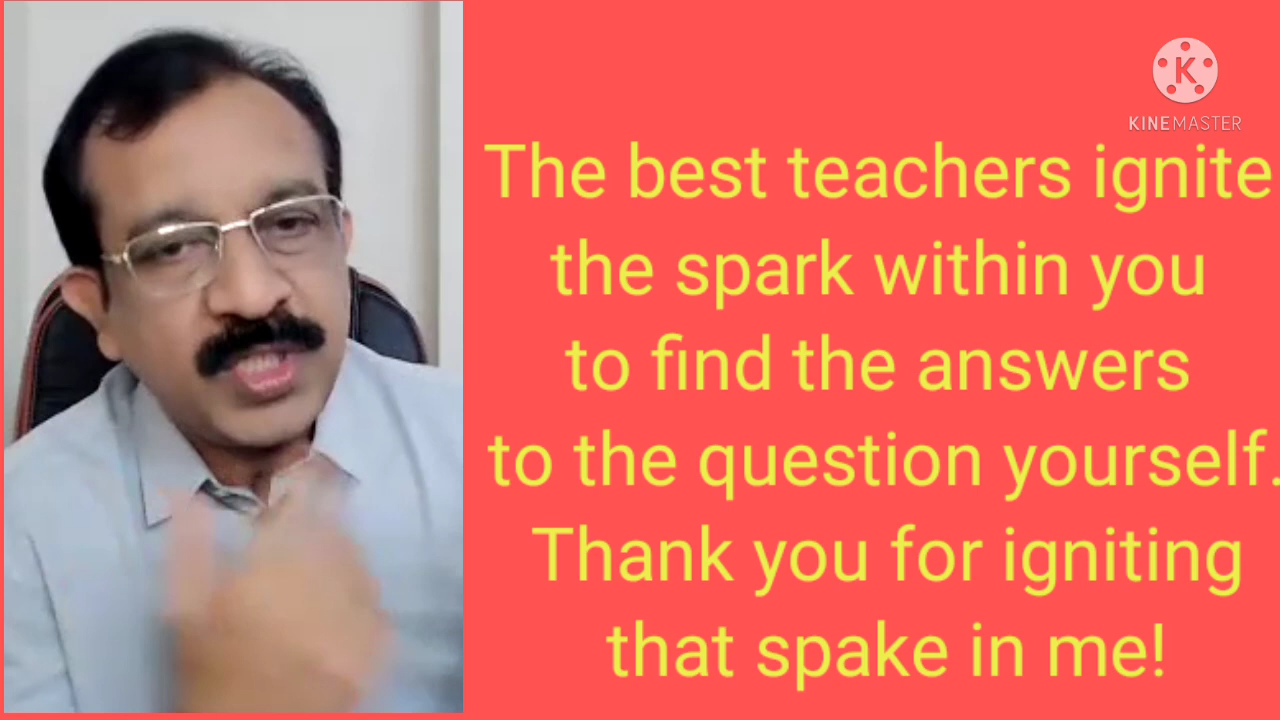 KINEMASTER
The best teachers ignite
the spark within you
to find the answers
to the question yourself.
Thank you for igniting
that spake in me!